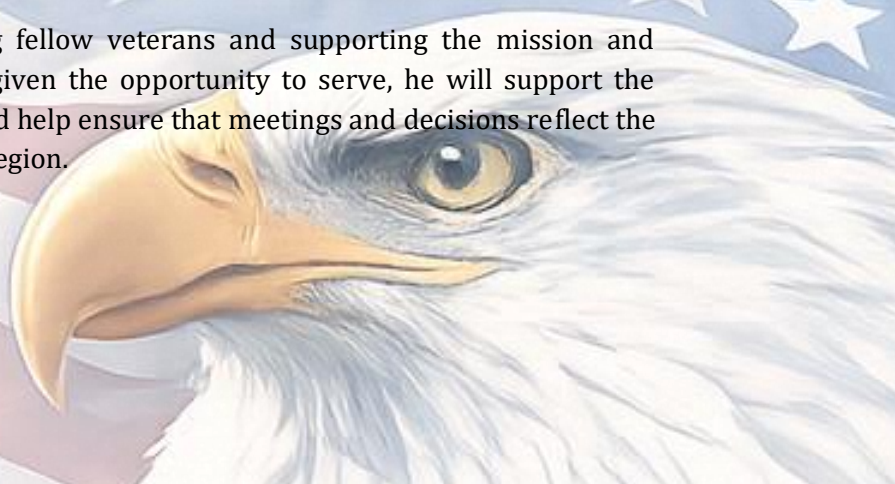 fellow veterans and supporting the mission and
given the opportunity to serve, he will support the
help ensure that meetings and decisions reflect the